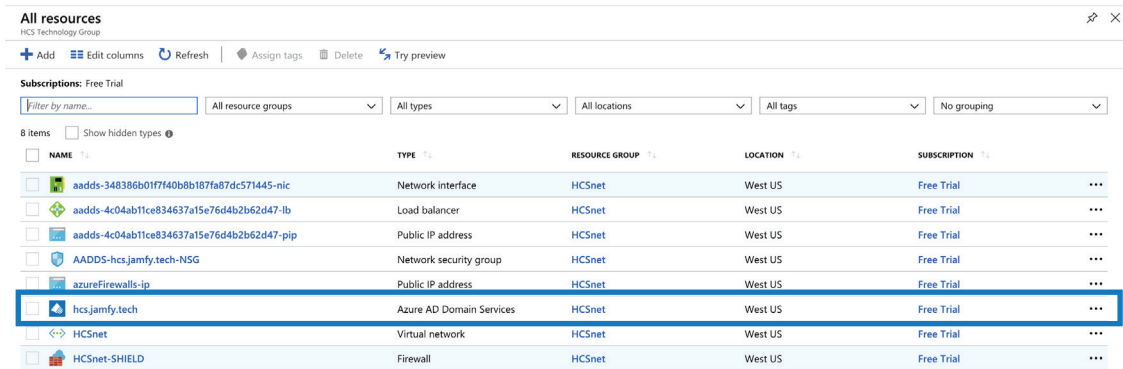 All resources
HCS Technology Group
Add Edit columns Refresh Assign tags Delete Try preview
Subscriptions: Free Trial
Filter by name... All resource groups All types All locations All tags No grouping
8 items Show hidden types
NAME TYPE RESOURCE GROUP LOCATION SUBSCRIPTION
aadds-348386b01f7f40b8b187fa87dc571445-nic Network interface HCSnet West US Free Trial
aadds-4c04ab11ce834637a15e76d4b2b62d47-lb Load balancer HCSnet West US Free Trial
aadds-4c04ab11ce834637a15e76d4b2b62d47-pip Public IP address HCSnet West US Free Trial
AADDS-hcs.jamfy.tech-NSG Network security group HCSnet West US Free Trial
azureFirewalls-ip Public IP address HCSnet West US Free Trial
hcs.jamfy.tech Azure AD Domain Services HCSnet West US Free Trial
HCSnet Virtual network HCSnet West US Free Trial
HCSnet-SHIELD Firewall HCSnet West US Free Trial